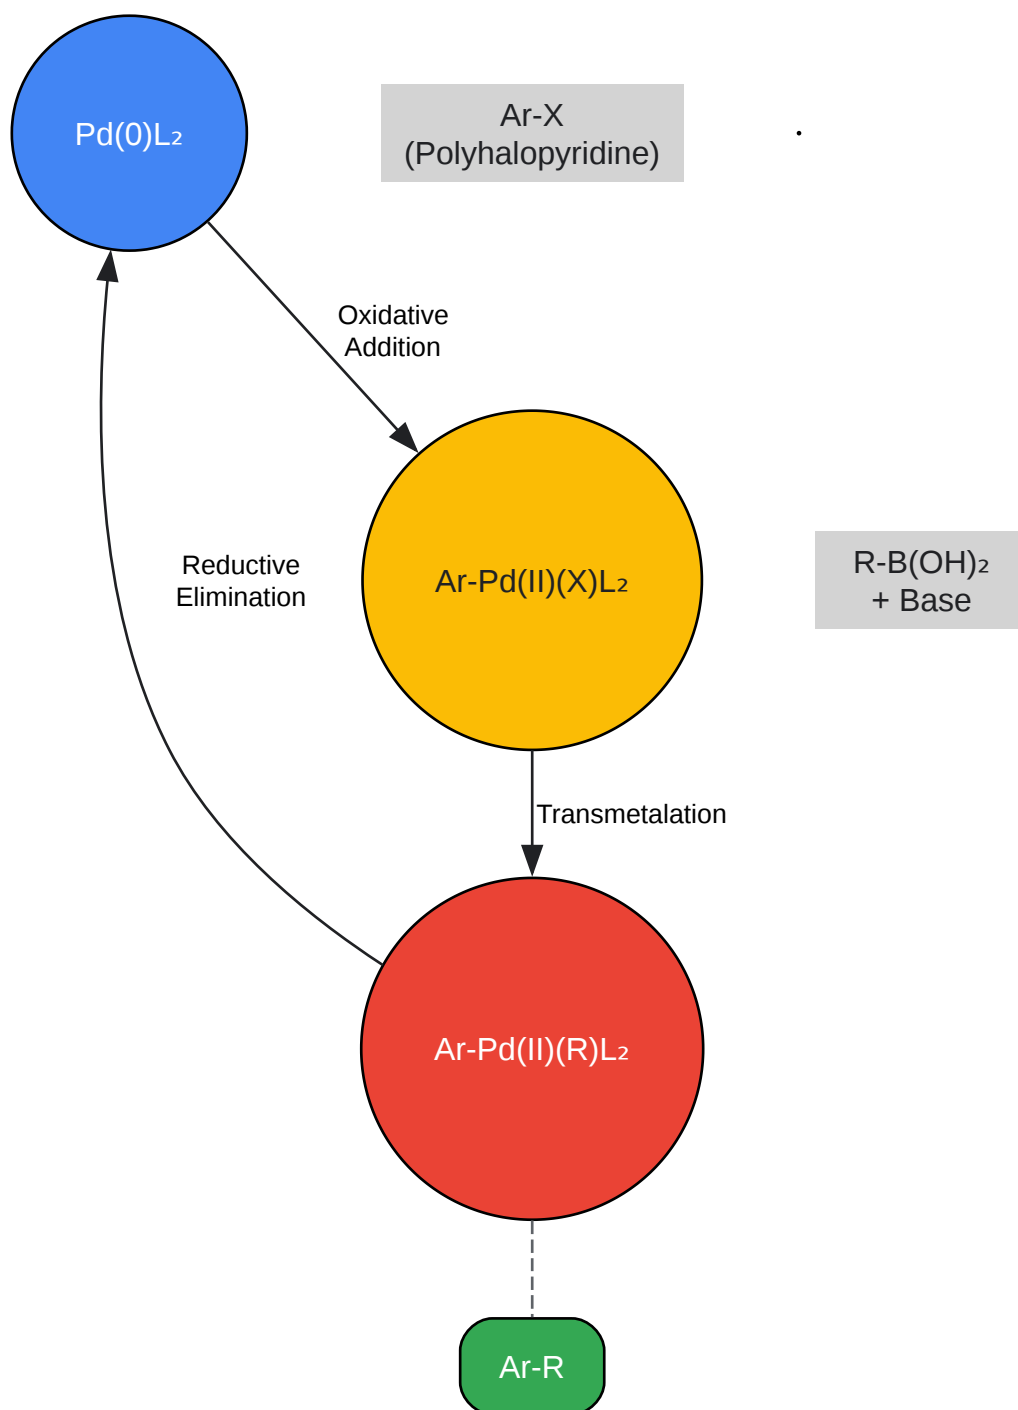 Pd(0)L₂
Ar-X
(Polyhalopyridine)
Oxidative
Addition
Reductive
Elimination
Ar-Pd(II)(X)L₂
R-B(OH)₂
+ Base
Transmetalation
Ar-Pd(II)(R)L₂
Ar-R